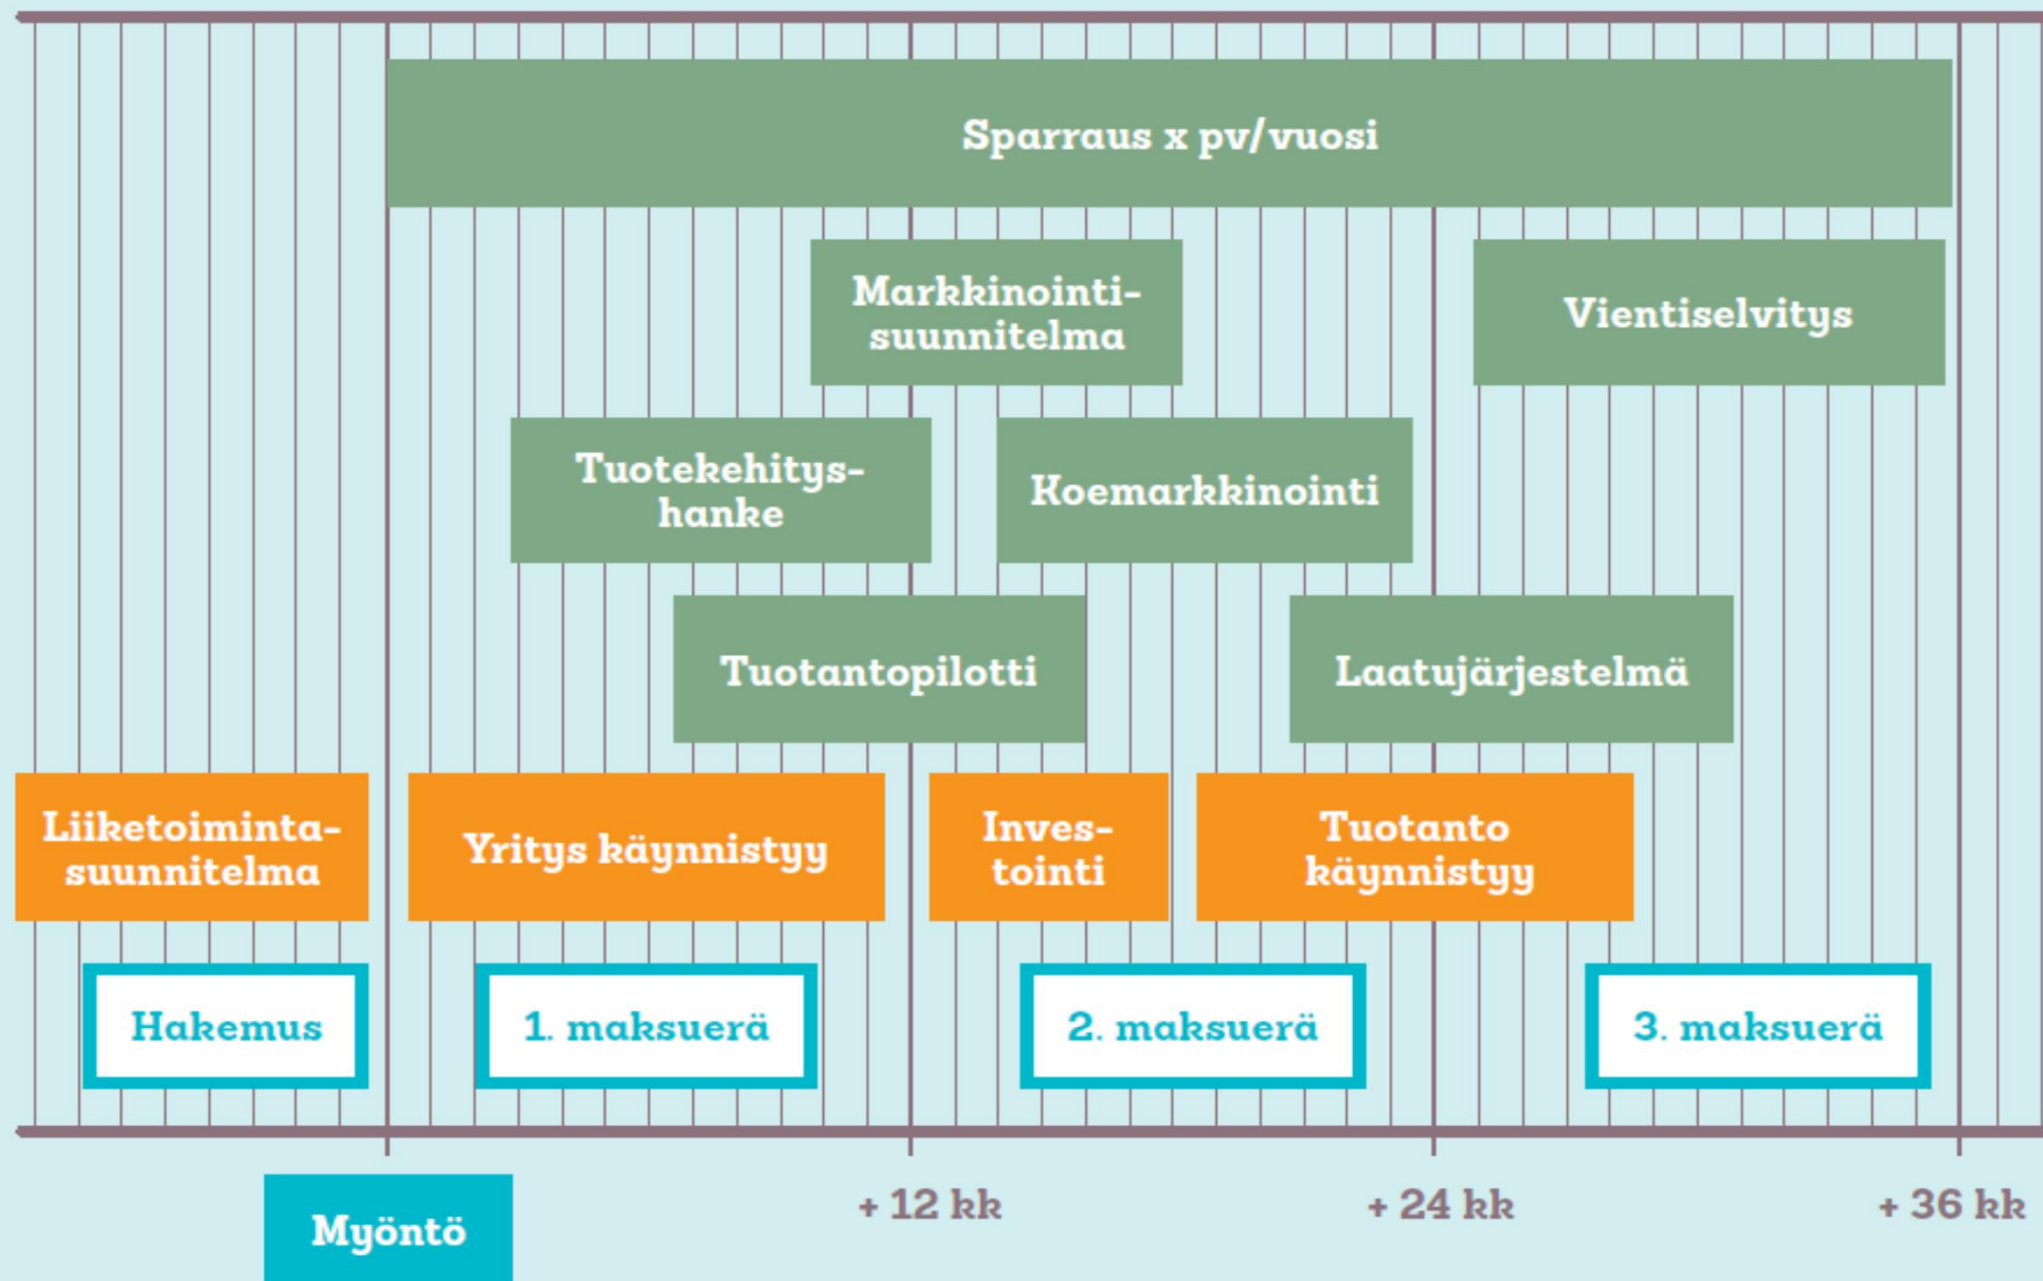 Sparraus x pv/vuosi
Markkinointi-
suunnitelma
Vientiselvitys
Tuotekehitys-
hanke
Koemarkkinointi
Tuotantopilotti
Laatujärjestelmä
Liiketoiminta-
suunnitelma
Yritys käynnistyy
Inves-
tointi
Tuotanto
käynnistyy
Hakemus
1. maksuerä
2. maksuerä
3. maksuerä
Myöntö
+ 12 kk
+ 24 kk
+ 36 kk